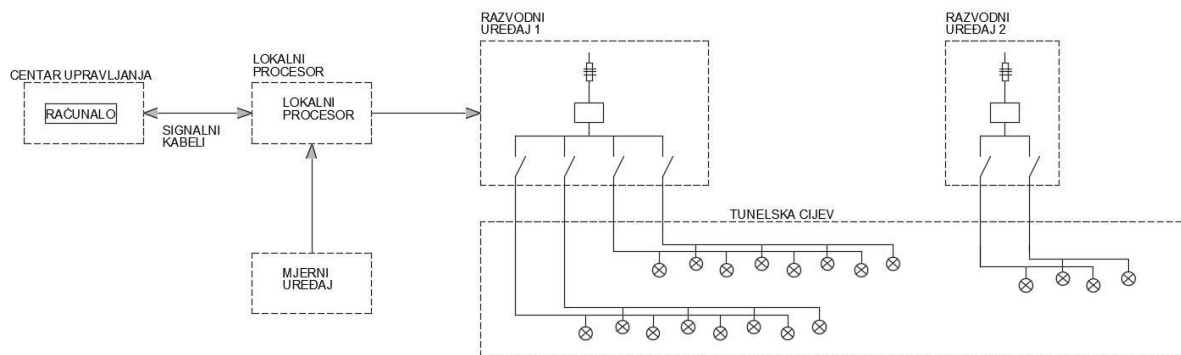 RAZVODNI
UREĐAJ 1
RAZVODNI
UREĐAJ 2
CENTAR UPRAVLJANJA
RAČUNALO
SIGNALNI
KABELI
LOKALNI
PROCESOR
LOKALNI
PROCESOR
MJERNI
UREĐAJ
TUNELSKA CIJEV